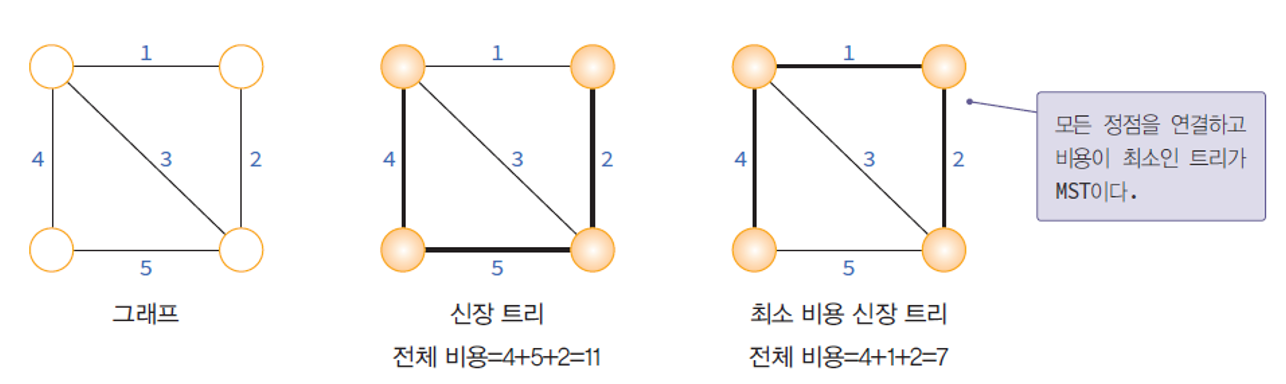 1
4
3
2
5
그래프
1
4
3
2
5
신장 트리
전체 비용=4+5+2=11
1
4
3
2
5
최소 비용 신장 트리
전체 비용=4+1+2=7
모든 정점을 연결하고
비용이 최소인 트리가
MST이다.